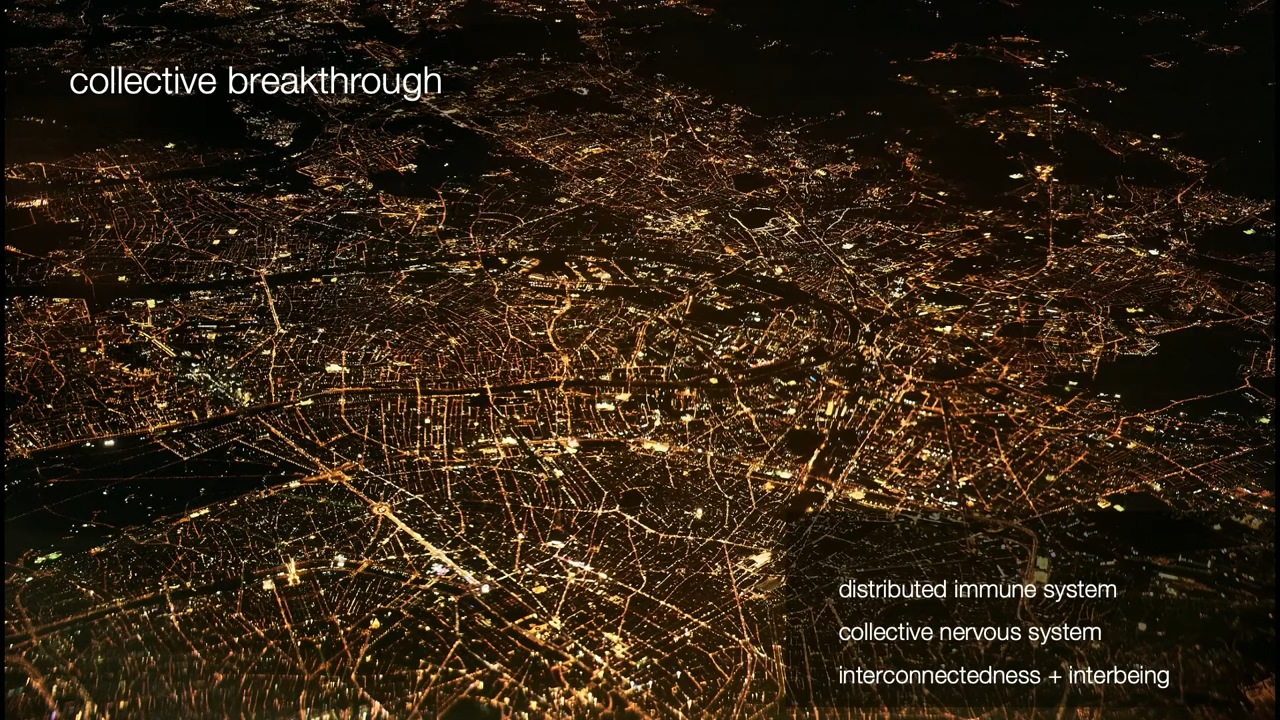 collective breakthrough
distributed immune system
collective nervous system
interconnectedness + interbeing